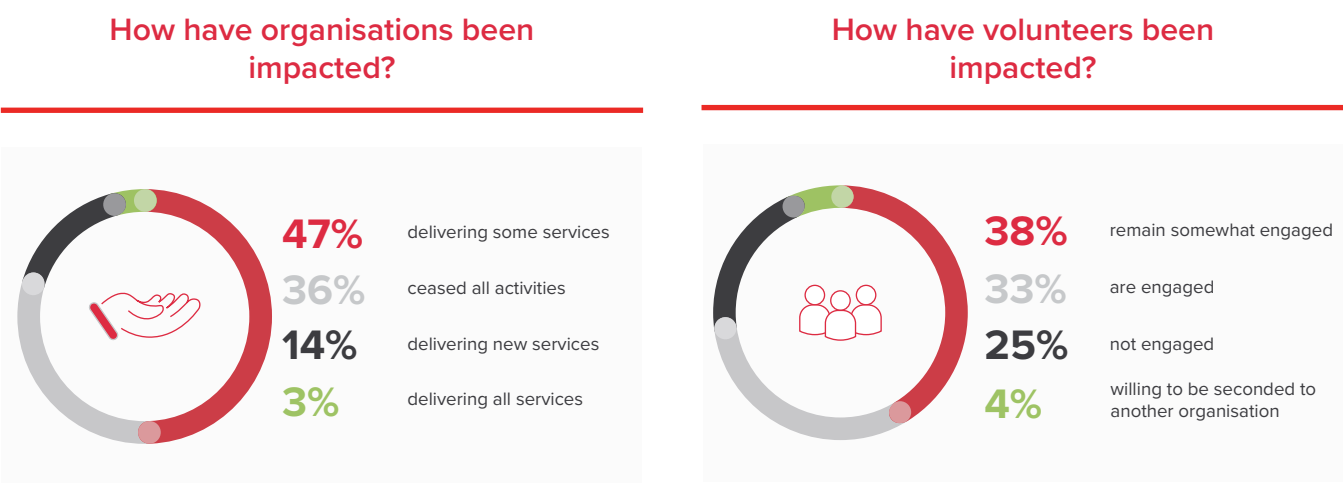 How have organisations been
impacted?
47% delivering some services
36% ceased all activities
14% delivering new services
3% delivering all services
How have volunteers been
impacted?
38% remain somewhat engaged
33% are engaged
25% not engaged
4% willing to be seconded to
another organisation